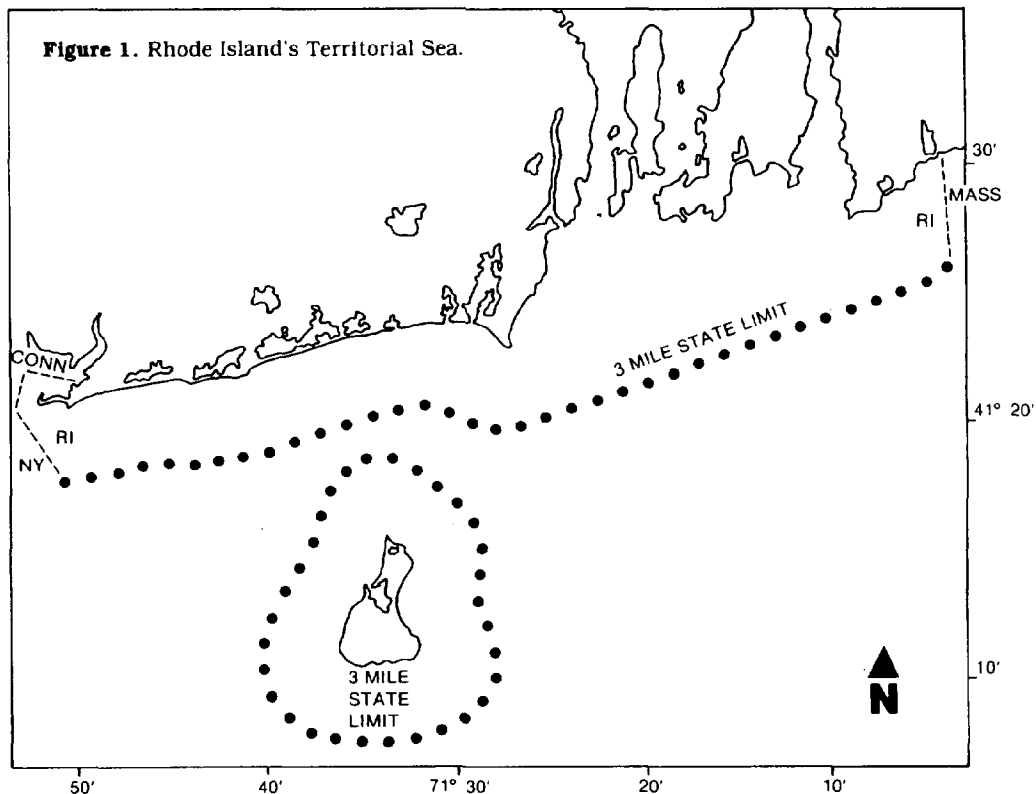 Figure 1. Rhode Island's Territorial Sea.
30'
MASS
RI
3 MILE STATE LIMIT
CONN
41° 20'
RI
NY
3 MILE
STATE
LIMIT
10'
N
50'
40'
71° 30'
20'
10'